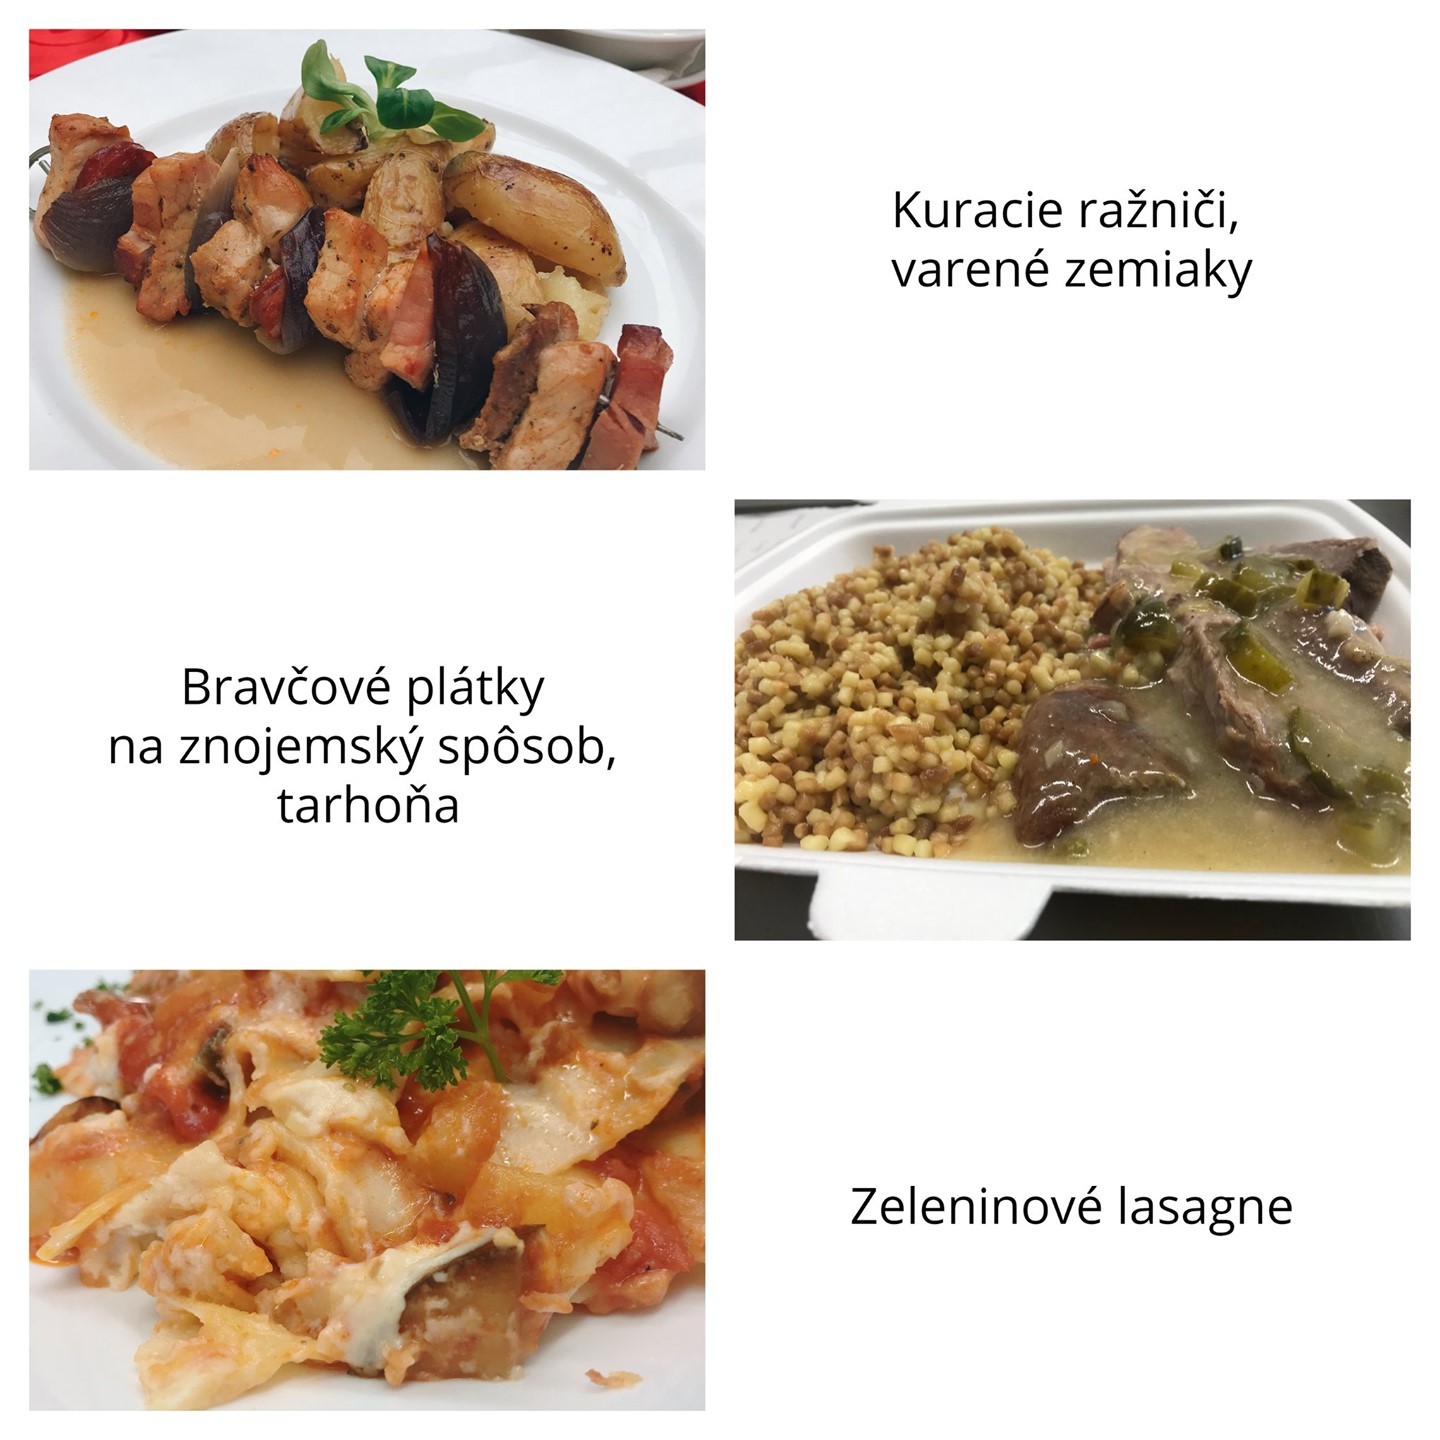 Kuracie ražniči,
varené zemiaky
Bravčové plátky
na znojemský spôsob,
tarhoňa
Zeleninové lasagne